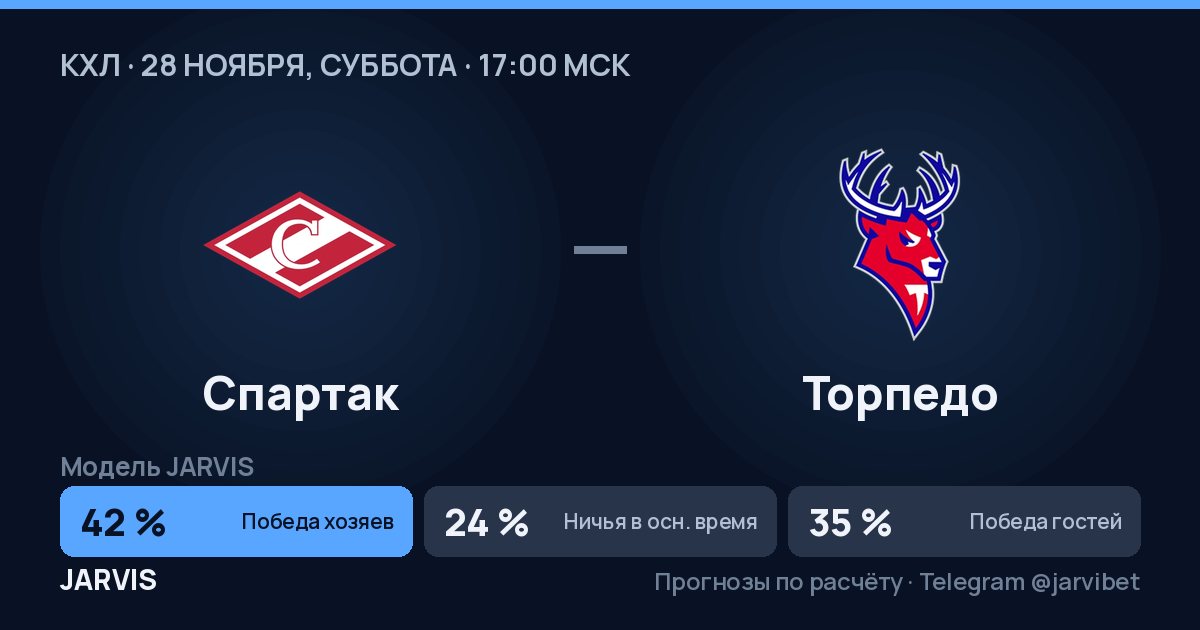 КХЛ · 28 НОЯБРЯ, СУББОТА · 17:00 МСК
С
Т
—
Спартак
Торпедо
Модель JARVIS
42 % Победа хозяев
24 % Ничья в осн. время
35 % Победа гостей
JARVIS
Прогнозы по расчёту · Telegram @jarvibet